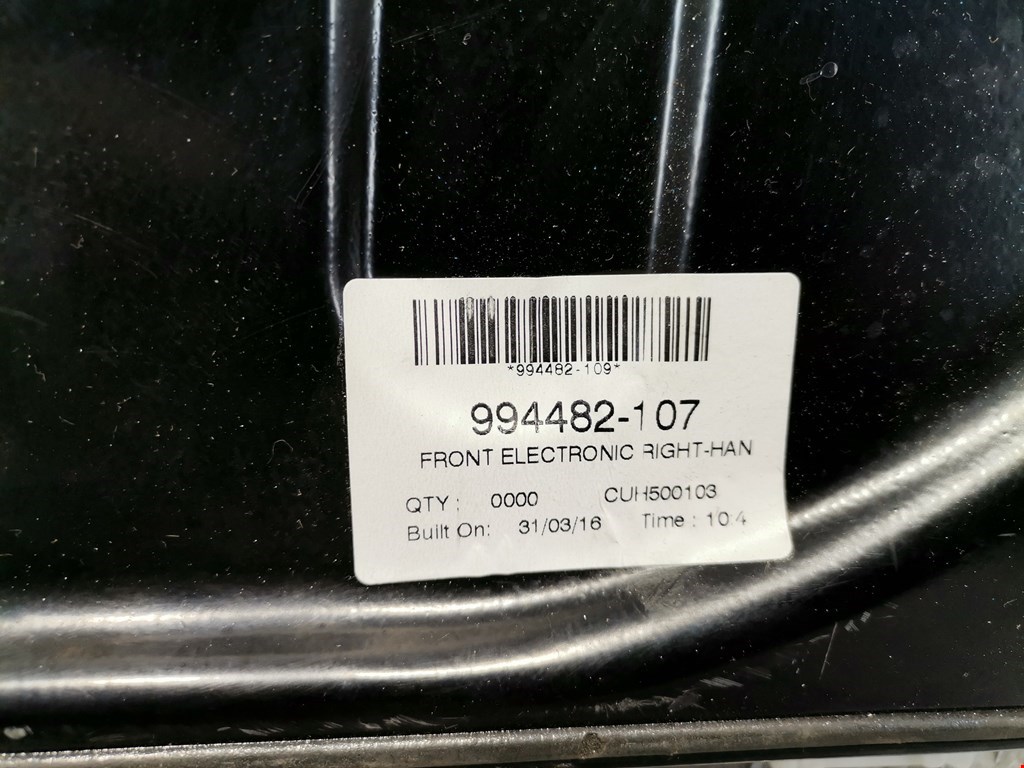 *994482-109*
994482-107
FRONT ELECTRONIC RIGHT-HAN
QTY : 0000 CUH500103
Built On: 31/03/16 Time : 10:4